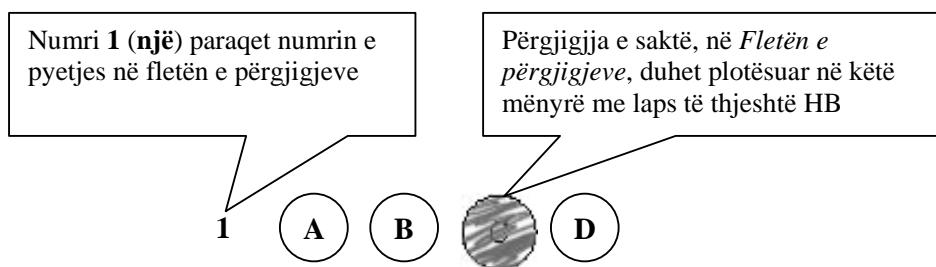 Numri 1 (një) paraqet numrin e
pyetjes në fletën e përgjigjeve
Përgjigjja e saktë, në Fletën e
përgjigjeve, duhet plotësuar në këtë
mënyrë me laps të thjeshtë HB
1 A B D